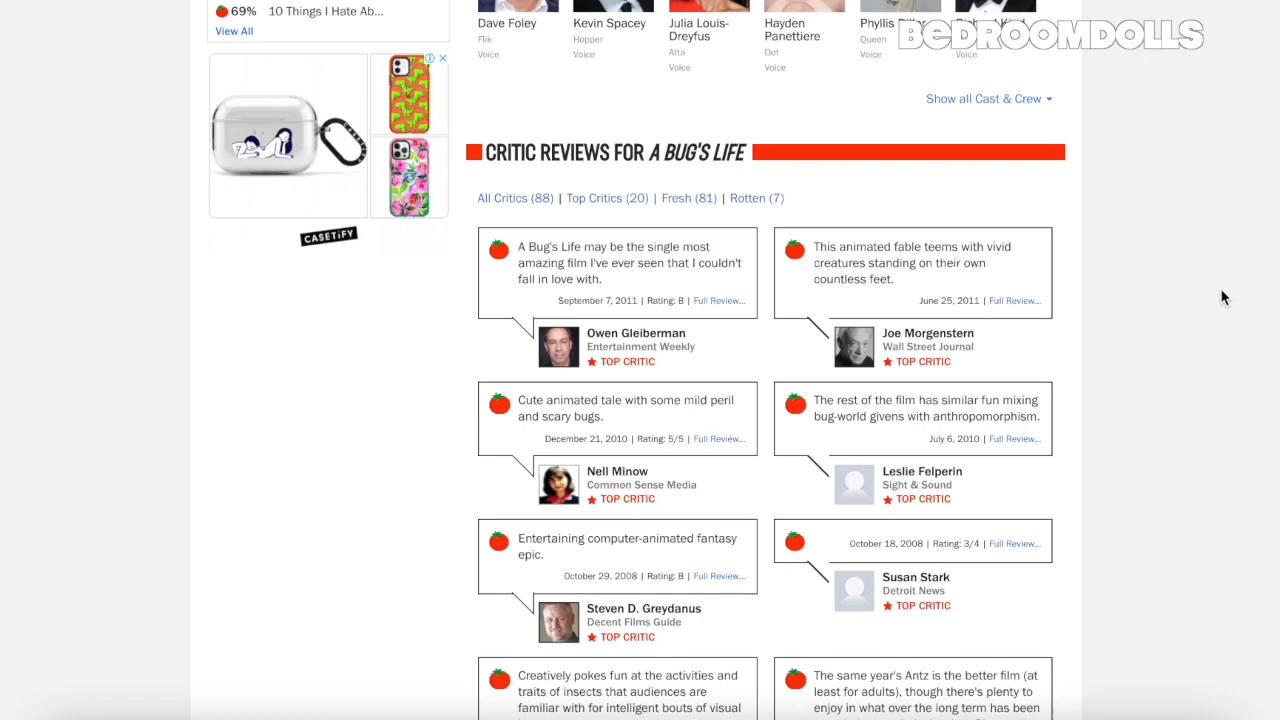 69% 10 Things I Hate Ab...
View All
CASETiFY
Dave Foley
Flik
Voice
Kevin Spacey
Hopper
Voice
Julia Louis-
Dreyfus
Atta
Voice
Hayden
Panettiere
Dot
Voice
Phyllis
Queen
Voice
Voice
BEDROOMDOLLS
Show all Cast & Crew
CRITIC REVIEWS FOR A BUG'S LIFE
All Critics (88) | Top Critics (20) | Fresh (81) | Rotten (7)
A Bug's Life may be the single most
amazing film I've ever seen that I couldn't
fall in love with.
September 7, 2011 | Rating: B | Full Review...
Owen Gleiberman
Entertainment Weekly
TOP CRITIC
This animated fable teems with vivid
creatures standing on their own
countless feet.
June 25, 2011 | Full Review...
Joe Morgenstern
Wall Street Journal
TOP CRITIC
Cute animated tale with some mild peril
and scary bugs.
December 21, 2010 | Rating: 5/5 | Full Review...
Nell Minow
Common Sense Media
TOP CRITIC
The rest of the film has similar fun mixing
bug-world givens with anthropomorphism.
July 6, 2010 | Full Review...
Leslie Felperin
Sight & Sound
TOP CRITIC
Entertaining computer-animated fantasy
epic.
October 29, 2008 | Rating: B | Full Review...
Steven D. Greydanus
Decent Films Guide
TOP CRITIC
October 18, 2008 | Rating: 3/4 | Full Review...
Susan Stark
Detroit News
TOP CRITIC
Creatively pokes fun at the activities and
traits of insects that audiences are
familiar with for intelligent bouts of visual
The same year's Antz is the better film (at
least for adults), though there's plenty to
enjoy in what over the long term has been